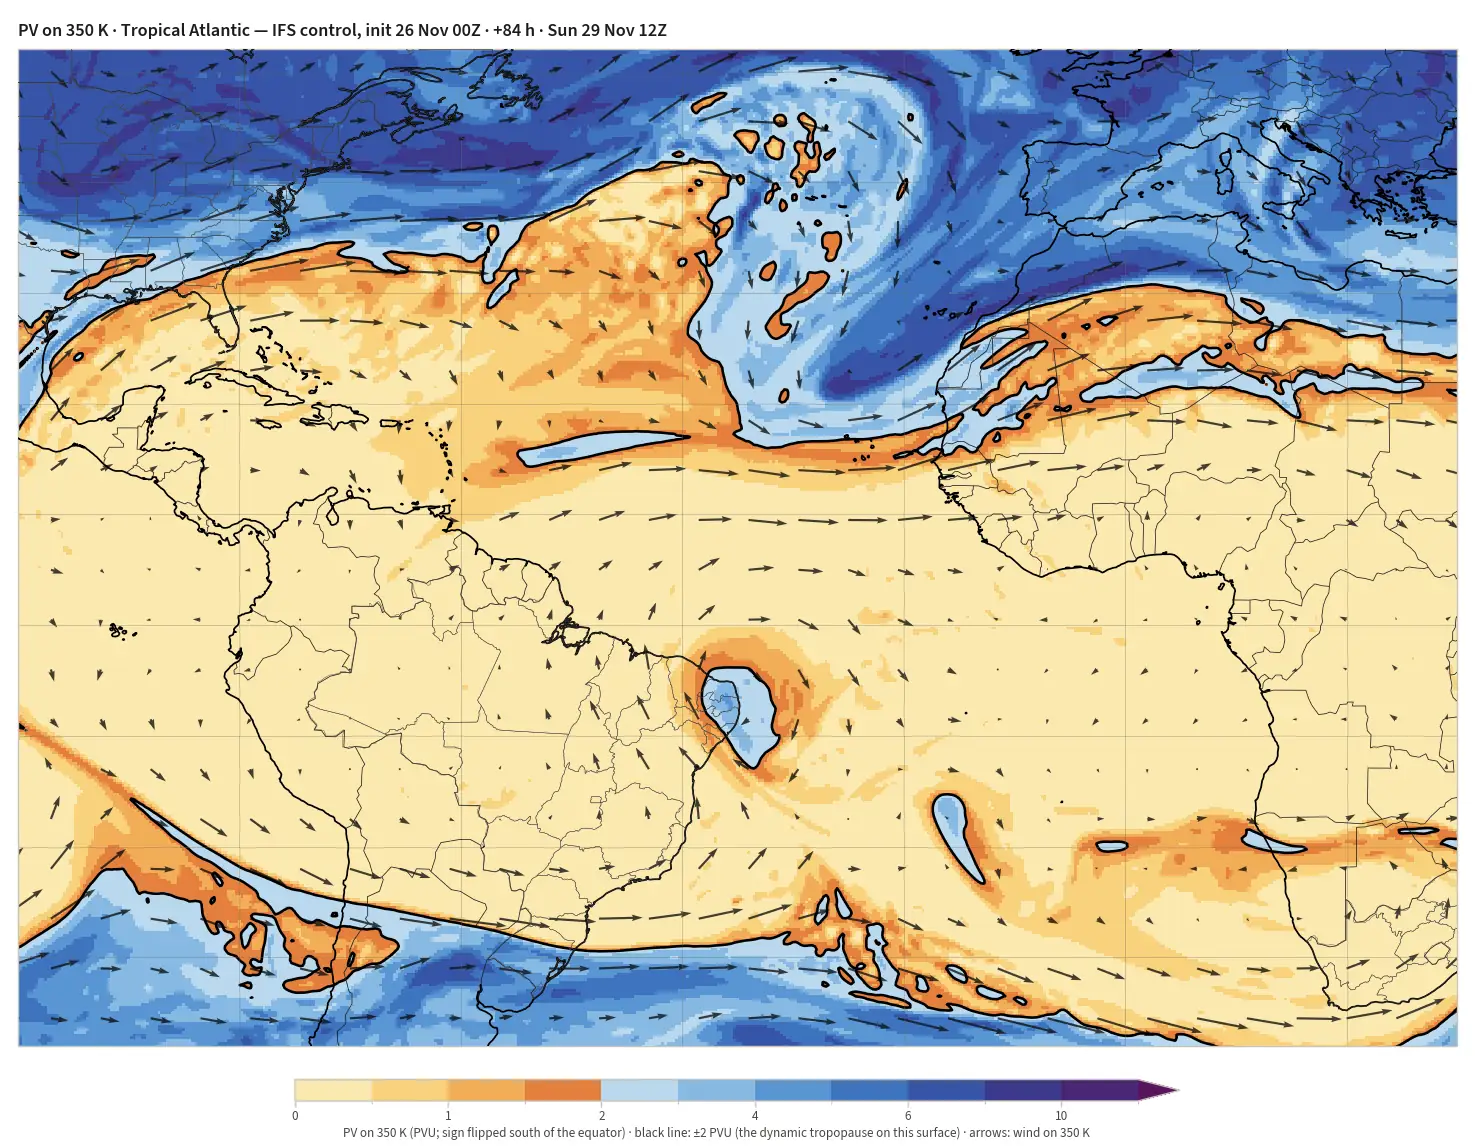 PV on 350 K · Tropical Atlantic — IFS control, init 26 Nov 00Z · +84 h · Sun 29 Nov 12Z
0 1 2 4 6 10
PV on 350 K (PVU; sign flipped south of the equator) · black line: ±2 PVU (the dynamic tropopause on this surface) · arrows: wind on 350 K